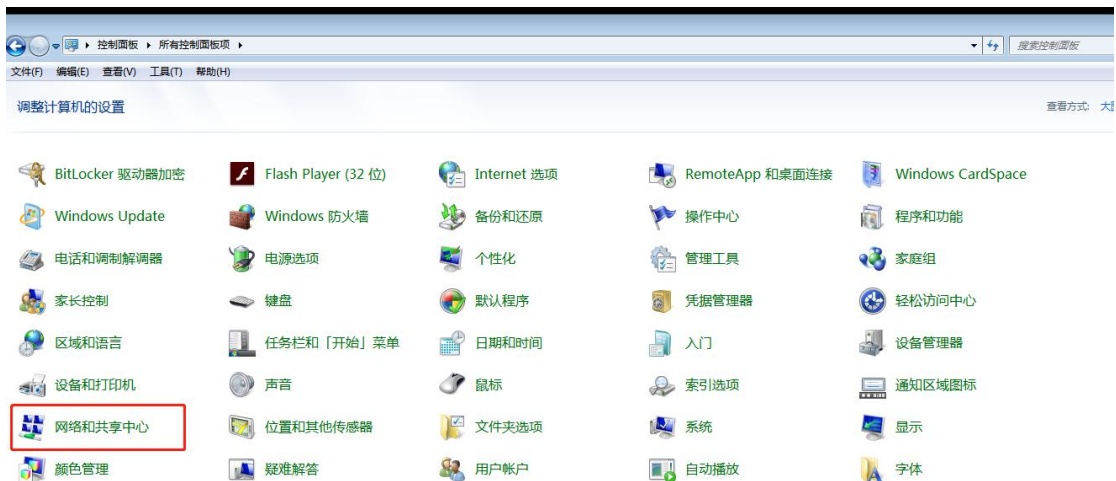 控制面板 所有控制面板项 搜索控制面板
文件(F) 编辑(E) 查看(V) 工具(T) 帮助(H)
调整计算机的设置 查看方式: 大
BitLocker 驱动器加密 Flash Player (32 位) Internet 选项 RemoteApp 和桌面连接 Windows CardSpace
Windows Update Windows 防火墙 备份和还原 操作中心 程序和功能
电话和调制解调器 电源选项 个性化 管理工具 家庭组
家长控制 键盘 默认程序 凭据管理器 轻松访问中心
区域和语言 任务栏和「开始」菜单 日期和时间 入门 设备管理器
设备和打印机 声音 鼠标 索引选项 通知区域图标
网络和共享中心 位置和其他传感器 文件夹选项 系统 显示
颜色管理 疑难解答 用户帐户 自动播放 字体